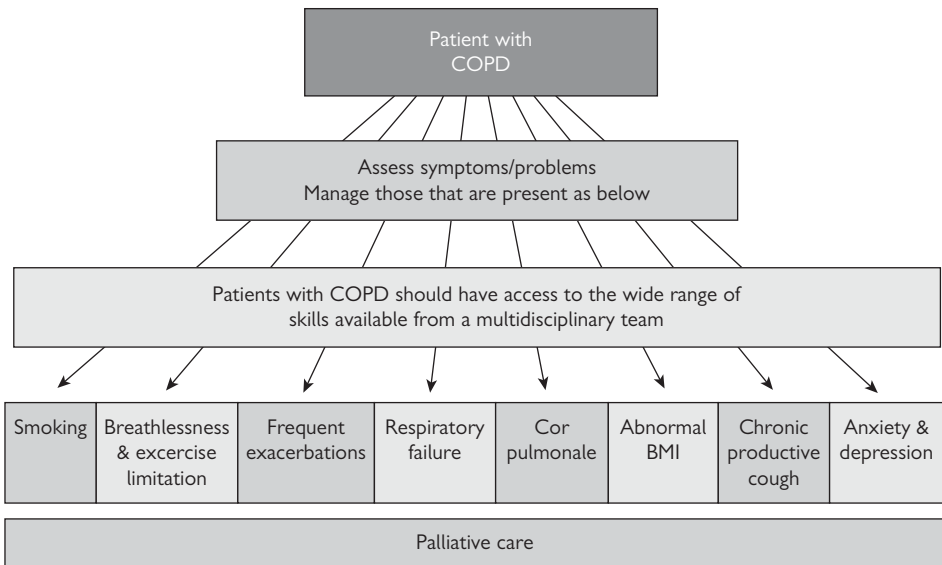 Patient with
COPD
Assess symptoms/problems
Manage those that are present as below
Patients with COPD should have access to the wide range of
skills available from a multidisciplinary team
Smoking
Breathlessness
& excercise
limitation
Frequent
exacerbations
Respiratory
failure
Cor
pulmonale
Abnormal
BMI
Chronic
productive
cough
Anxiety &
depression
Palliative care